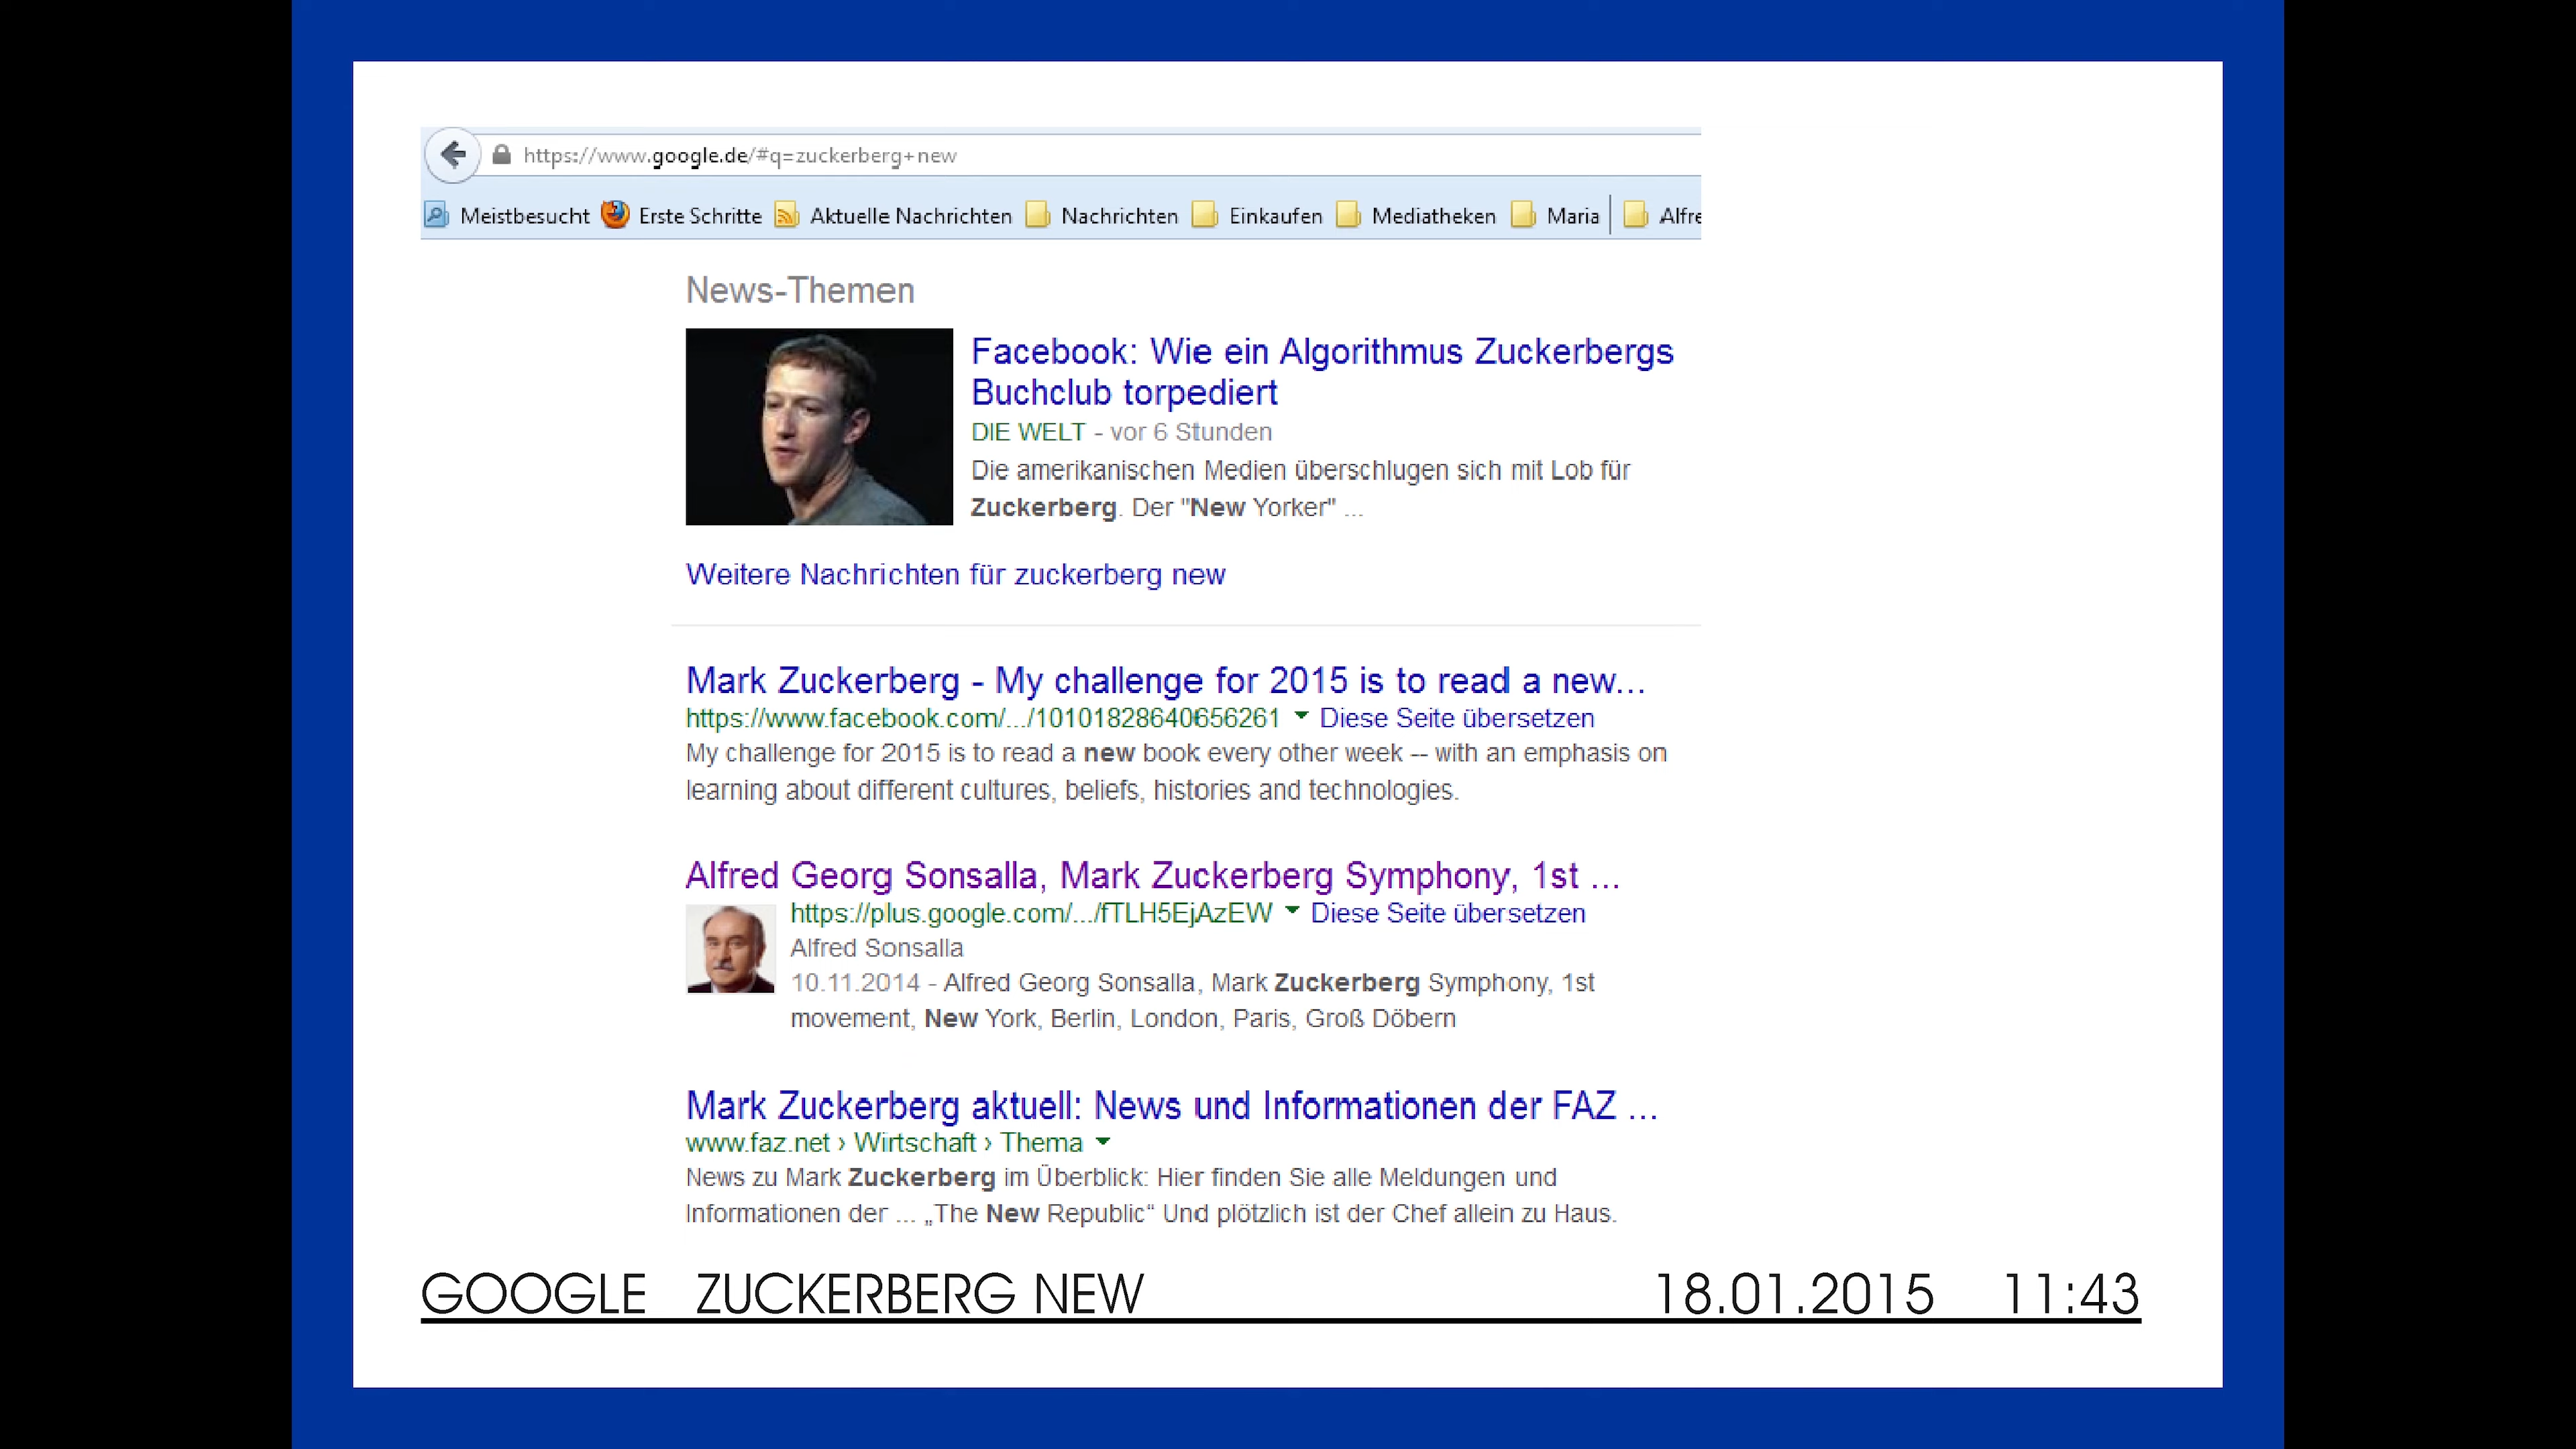 https://www.google.de/#q=zuckerberg+new
Meistbesucht Erste Schritte Aktuelle Nachrichten Nachrichten Einkaufen Mediatheken Maria Alfre
News-Themen
Facebook: Wie ein Algorithmus Zuckerbergs
Buchclub torpediert
DIE WELT - vor 6 Stunden
Die amerikanischen Medien überschlugen sich mit Lob für
Zuckerberg. Der "New Yorker" ...
Weitere Nachrichten für zuckerberg new
Mark Zuckerberg - My challenge for 2015 is to read a new...
https://www.facebook.com/.../10101828640656261 Diese Seite übersetzen
My challenge for 2015 is to read a new book every other week -- with an emphasis on
learning about different cultures, beliefs, histories and technologies.
Alfred Georg Sonsalla, Mark Zuckerberg Symphony, 1st ...
https://plus.google.com/.../fTLH5EjAzEW Diese Seite übersetzen
Alfred Sonsalla
10.11.2014 - Alfred Georg Sonsalla, Mark Zuckerberg Symphony, 1st
movement, New York, Berlin, London, Paris, Groß Döbern
Mark Zuckerberg aktuell: News und Informationen der FAZ ...
www.faz.net › Wirtschaft › Thema
News zu Mark Zuckerberg im Überblick: Hier finden Sie alle Meldungen und
Informationen der ... „The New Republic“ Und plötzlich ist der Chef allein zu Haus.
GOOGLE ZUCKERBERG NEW 18.01.2015 11:43